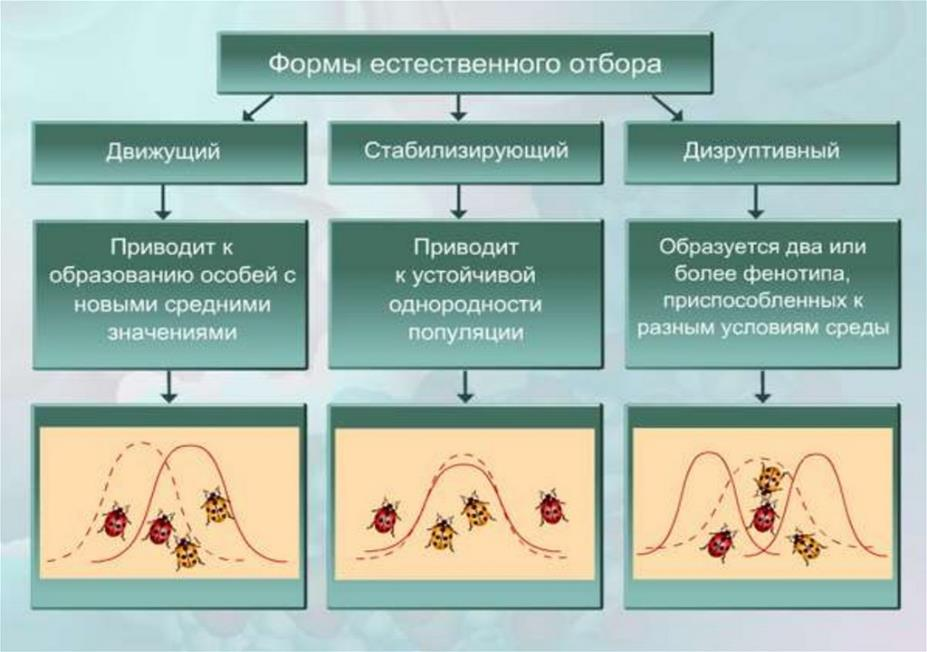 Формы естественного отбора
Движущий
Стабилизирующий
Дизруптивный
Приводит к
образованию особей с
новыми средними
значениями
Приводит
к устойчивой
однородности
популяции
Образуется два или
более фенотипа,
приспособленных к
разным условиям среды